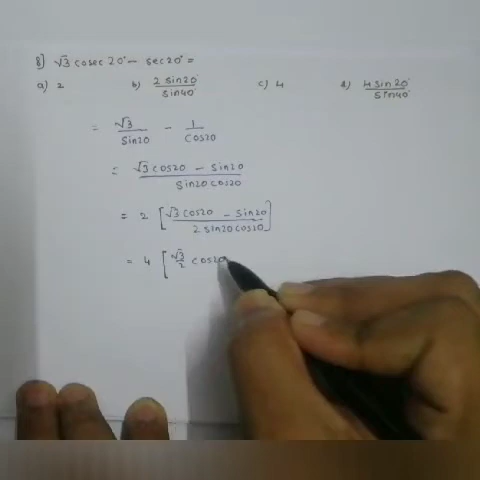 8) √3 cosec 20° − sec 20° =
a) 2 b) 2 sin20°/sin40° c) 4 d) 4 sin20°/sin40°
= √3/sin20 − 1/cos20
= (√3 cos20 − sin20)/(sin20 cos20)
= 2 [(√3 cos20 − sin20)/(2 sin20 cos20)]
= 4 [√3/2 cos20